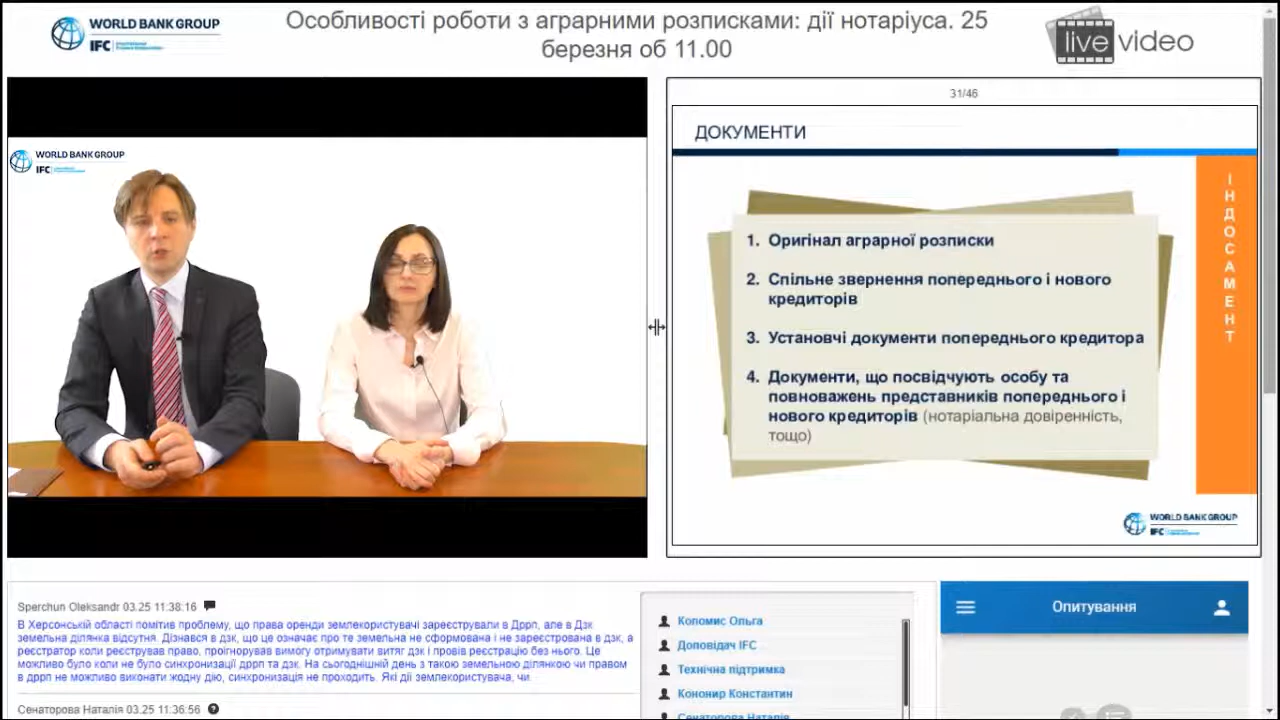 WORLD BANK GROUP
IFC
Особливості роботи з аграрними розписками: дії нотаріуса. 25
березня об 11.00
live video
WORLD BANK GROUP
IFC
31/46
ДОКУМЕНТИ
1. Оригінал аграрної розписки
2. Спільне звернення попереднього і нового
кредиторів
3. Установчі документи попереднього кредитора
4. Документи, що посвідчують особу та
повноважень представників попереднього і
нового кредиторів (нотаріальна довіренність,
тощо)
ІНДОСАМЕНТ
WORLD BANK GROUP
IFC
Sperchun Oleksandr 03.25 11:38:16
В Херсонській області помітив проблему, що права оренди землекористувачі зареєстрували в Дррп, але в Дзк
земельна ділянка відсутня. Дізнався в дзк, що це означає про те земельна не сформована і не зареєстрована в дзк, а
реєстратор коли реєструвал право, проігнорував вимогу отримувати витяг дзк і провів реєстрацію без нього. Це
можливо було коли не було синхронізації дррп та дзк. На сьогоднішній день з такою земельною ділянкою чи правом
в дррп не можливо виконати жодну дію, синхронізація не проходить. Які дії землекористувача, чи
Сенаторова Наталія 03.25 11:36:56
Копомис Ольга
Доповідач IFC
Технічна підтримка
Кононир Константин
Сенаторова Наталія
Опитування